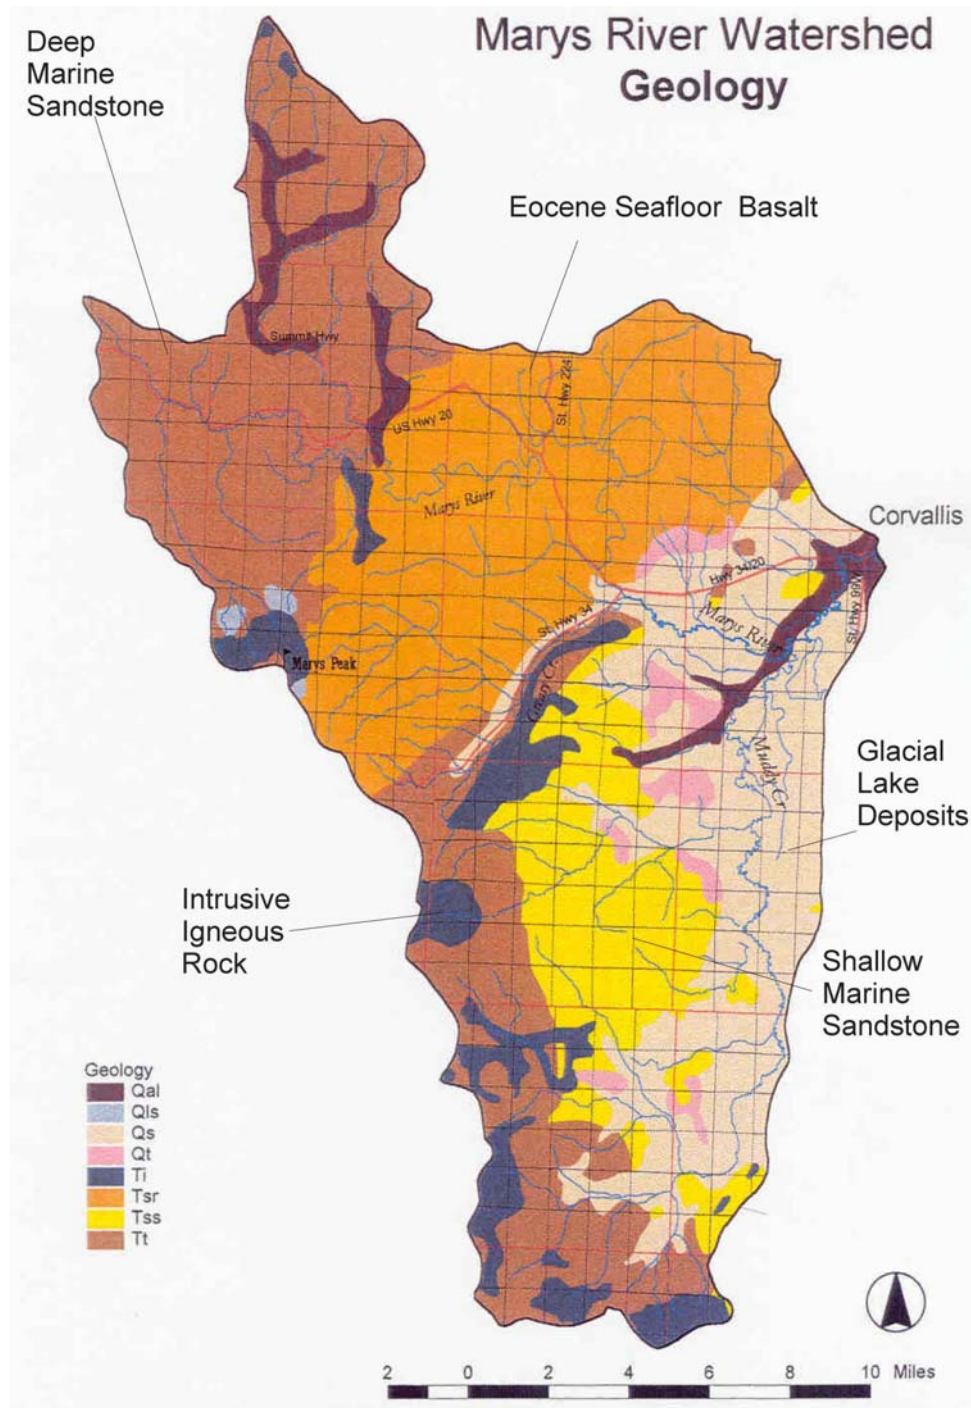 Marys River Watershed
Geology
Deep
Marine
Sandstone
Eocene Seafloor Basalt
Summit Hwy
St. Hwy 224
US Hwy 20
Marys River
Corvallis
Hwy 34/20
St. Hwy 99W
St. Hwy 34
Marys River
Marys Peak
Greasy Cr.
Muddy Cr.
Glacial
Lake
Deposits
Intrusive
Igneous
Rock
Shallow
Marine
Sandstone
Geology
Qal
Qls
Qs
Qt
Ti
Tsr
Tss
Tt
2 0 2 4 6 8 10 Miles